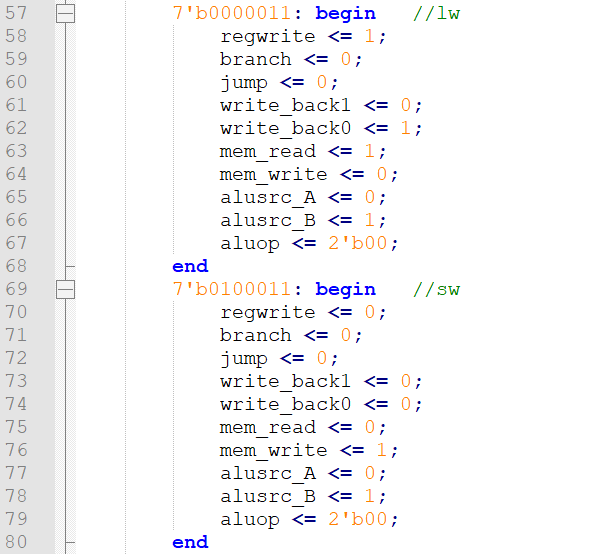 57 7'b0000011: begin //lw
58 regwrite <= 1;
59 branch <= 0;
60 jump <= 0;
61 write_back1 <= 0;
62 write_back0 <= 1;
63 mem_read <= 1;
64 mem_write <= 0;
65 alusrc_A <= 0;
66 alusrc_B <= 1;
67 aluop <= 2'b00;
68 end
69 7'b0100011: begin //sw
70 regwrite <= 0;
71 branch <= 0;
72 jump <= 0;
73 write_back1 <= 0;
74 write_back0 <= 0;
75 mem_read <= 0;
76 mem_write <= 1;
77 alusrc_A <= 0;
78 alusrc_B <= 1;
79 aluop <= 2'b00;
80 end